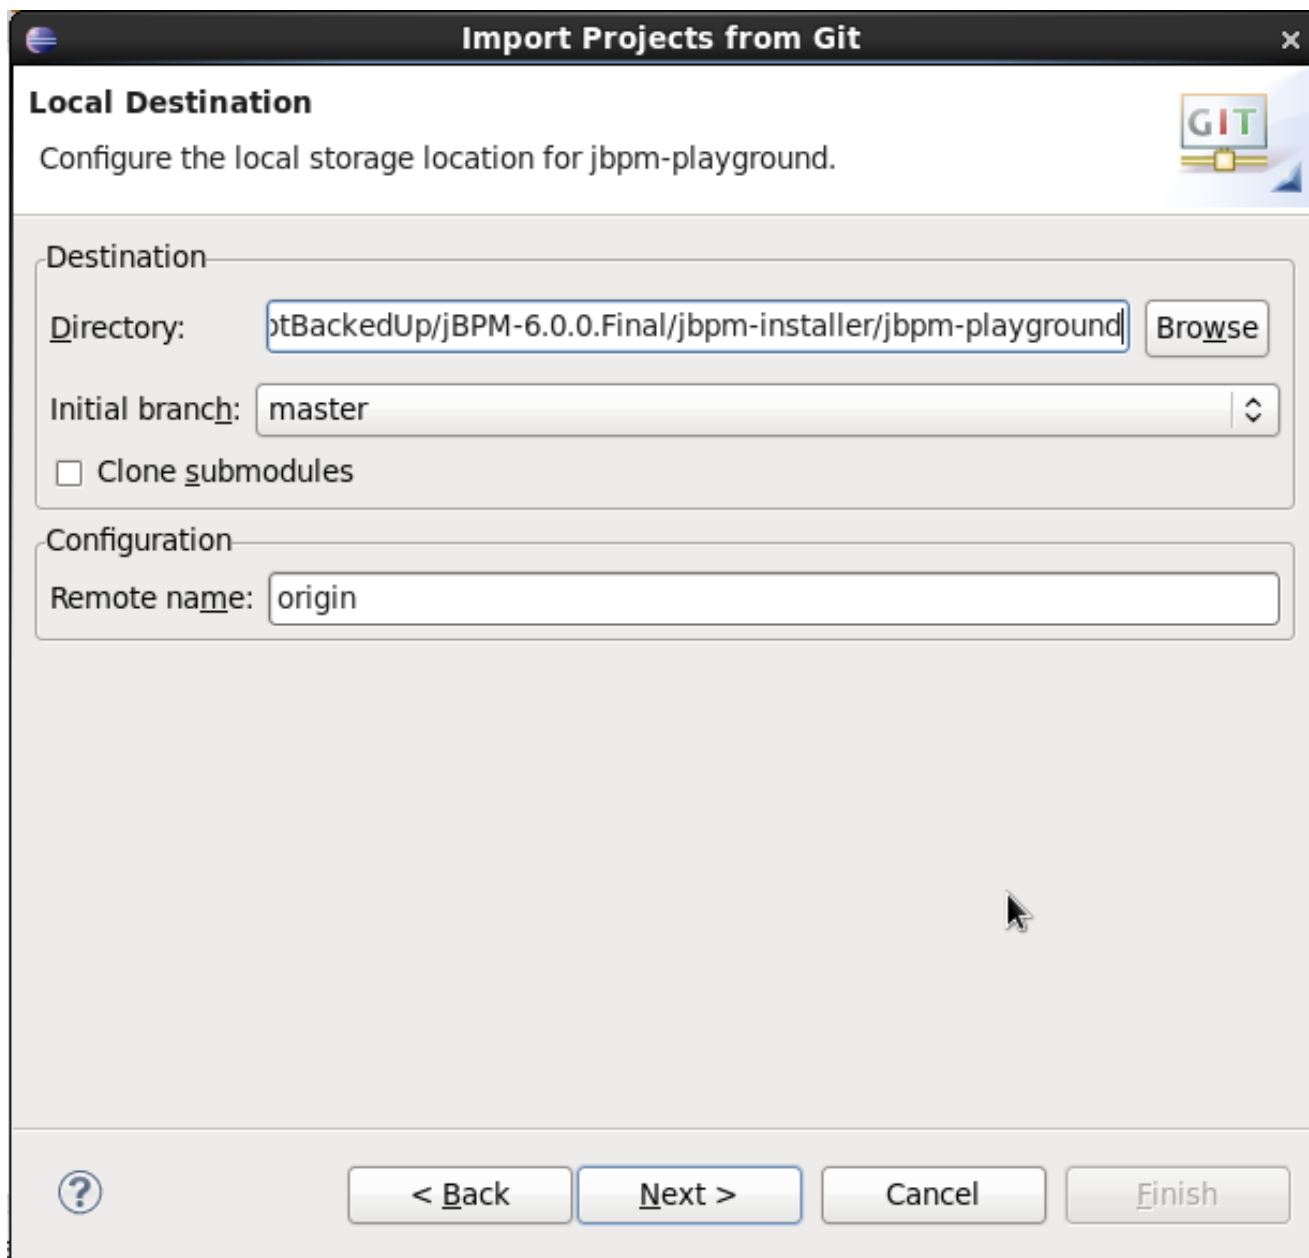 Import Projects from Git
Local Destination
GIT
Configure the local storage location for jbpm-playground.
Destination
Directory: otBackedUp/jBPM-6.0.0.Final/jbpm-installer/jbpm-playground Browse
Initial branch: master
Clone submodules
Configuration
Remote name: origin
? < Back Next > Cancel Finish